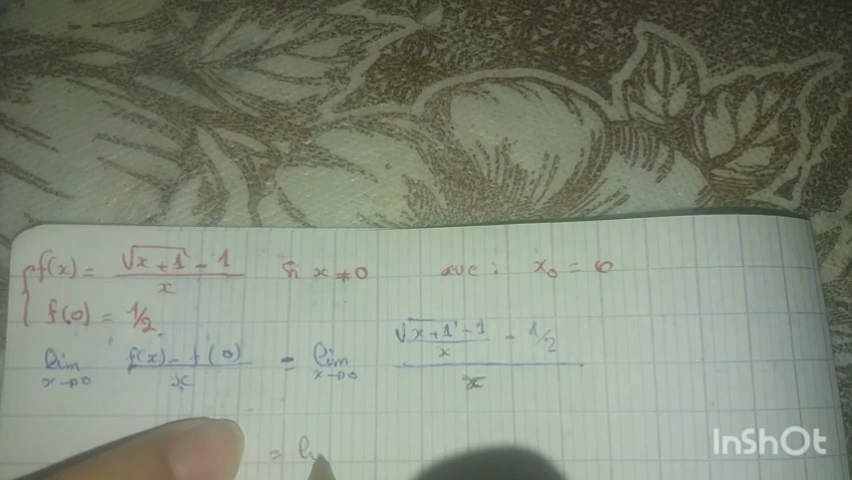 { f(x) = (√(x+1) - 1)/x si x ≠ 0 avec : x₀ = 0
f(0) = 1/2
lim x→0 (f(x) - f(0))/x = lim x→0 ((√(x+1) - 1)/x - 1/2)/x
= li
InShOt